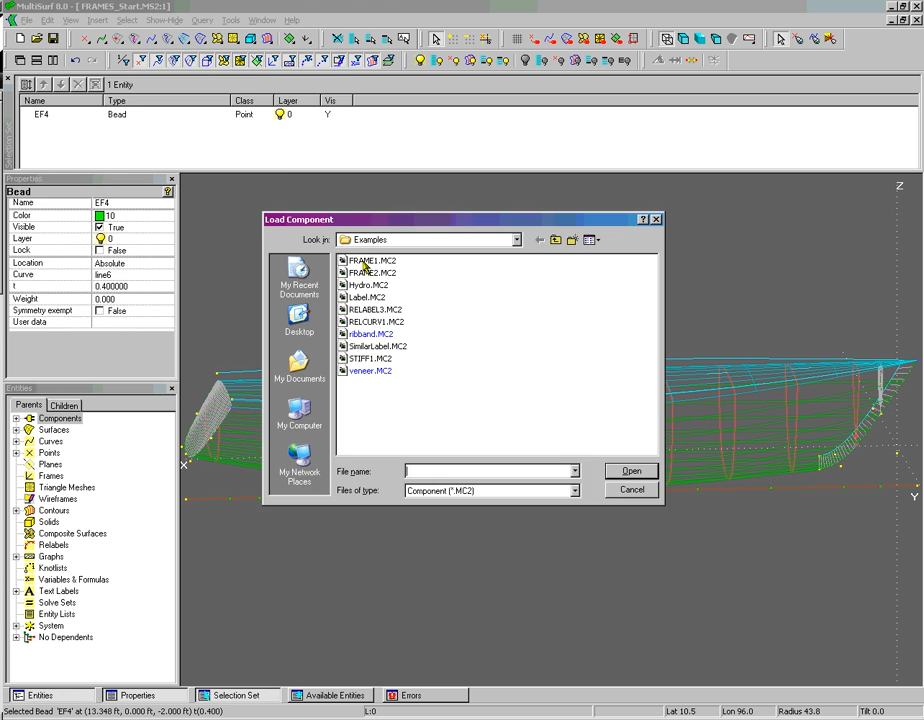 MultiSurf 8.0 - [ FRAMES_Start.MS2:1]
File Edit View Insert Select Show-Hide Query Tools Window Help
1 Entity
Name Type Class Layer Vis
EF4 Bead Point 0 Y
Selection Set
Properties
Bead
Name EF4
Color 10
Visible True
Layer 0
Lock False
Location Absolute
Curve line6
t 0.400000
Weight 0.000
Symmetry exempt False
User data
Entities
Parents Children
Components
Surfaces
Curves
Points
Planes
Frames
Triangle Meshes
Wireframes
Contours
Solids
Composite Surfaces
Relabels
Graphs
Knotlists
Variables & Formulas
Text Labels
Solve Sets
Entity Lists
System
No Dependents
Load Component
Look in: Examples
My Recent
Documents
Desktop
My Documents
My Computer
My Network
Places
FRAME1.MC2
FRAME2.MC2
Hydro.MC2
Label.MC2
RELABEL3.MC2
RELCURV1.MC2
ribband.MC2
SimilarLabel.MC2
STIFF1.MC2
veneer.MC2
File name: Open
Files of type: Component (*.MC2) Cancel
Z
X
Y
Entities Properties Selection Set Available Entities Errors
Selected Bead 'EF4' at (13.348 ft, 0.000 ft, -2.000 ft) t(0.400) L:0 Lat 10.5 Lon 96.0 Radius 43.8 Tilt 0.0